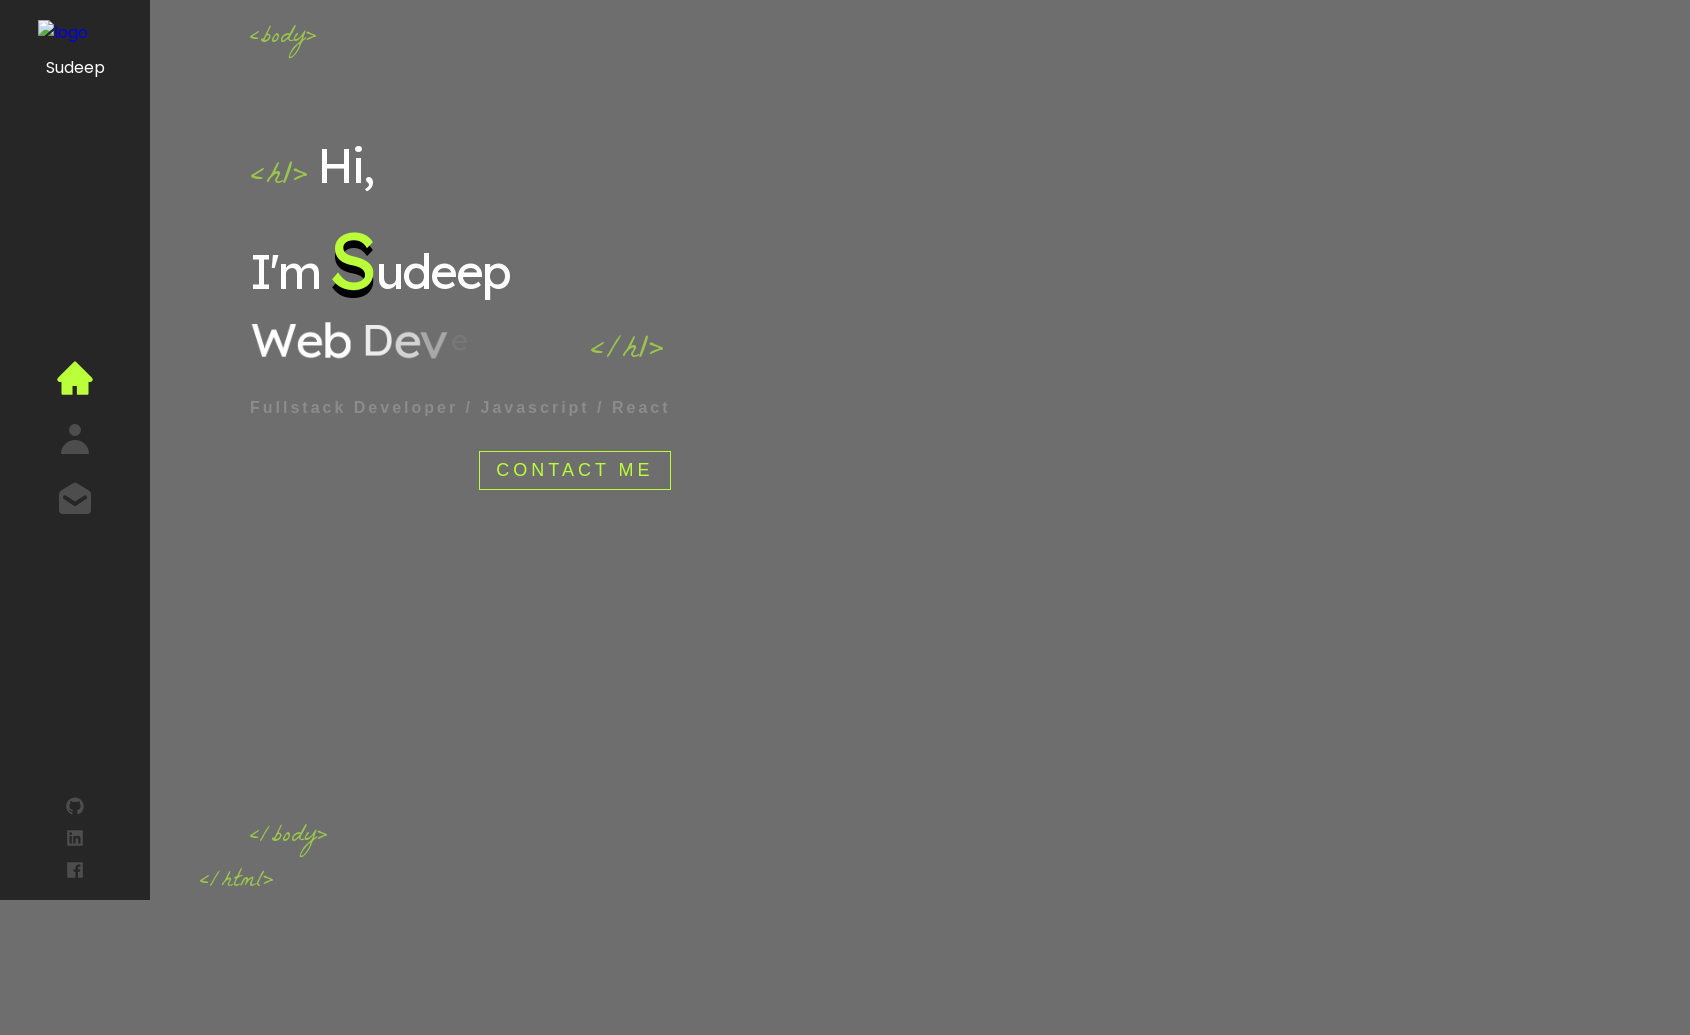 logo
Sudeep
<body>
<h1> Hi,
I'm Sudeep
Web Deve
</h1>
Fullstack Developer / Javascript / React
CONTACT ME
</body>
</html>